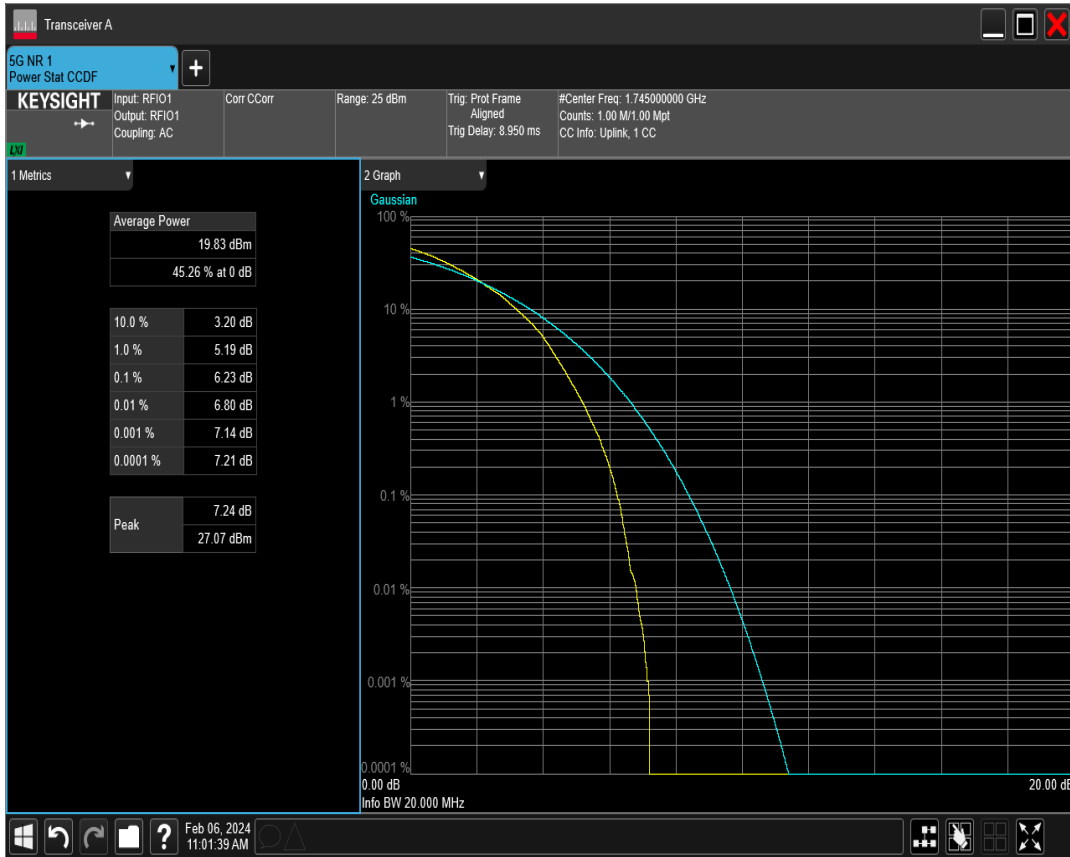 Transceiver A
5G NR 1
Power Stat CCDF
+
KEYSIGHT
LXI
Input: RFIO1
Output: RFIO1
Coupling: AC
Corr CCorr
Range: 25 dBm
Trig: Prot Frame
Aligned
Trig Delay: 8.950 ms
#Center Freq: 1.745000000 GHz
Counts: 1.00 M/1.00 Mpt
CC Info: Uplink, 1 CC
1 Metrics
Average Power
19.83 dBm
45.26 % at 0 dB
10.0 % 3.20 dB
1.0 % 5.19 dB
0.1 % 6.23 dB
0.01 % 6.80 dB
0.001 % 7.14 dB
0.0001 % 7.21 dB
Peak
7.24 dB
27.07 dBm
2 Graph
Gaussian
100 %
10 %
1 %
0.1 %
0.01 %
0.001 %
0.0001 %
0.00 dB 20.00 dB
Info BW 20.000 MHz
?
Feb 06, 2024
11:01:39 AM